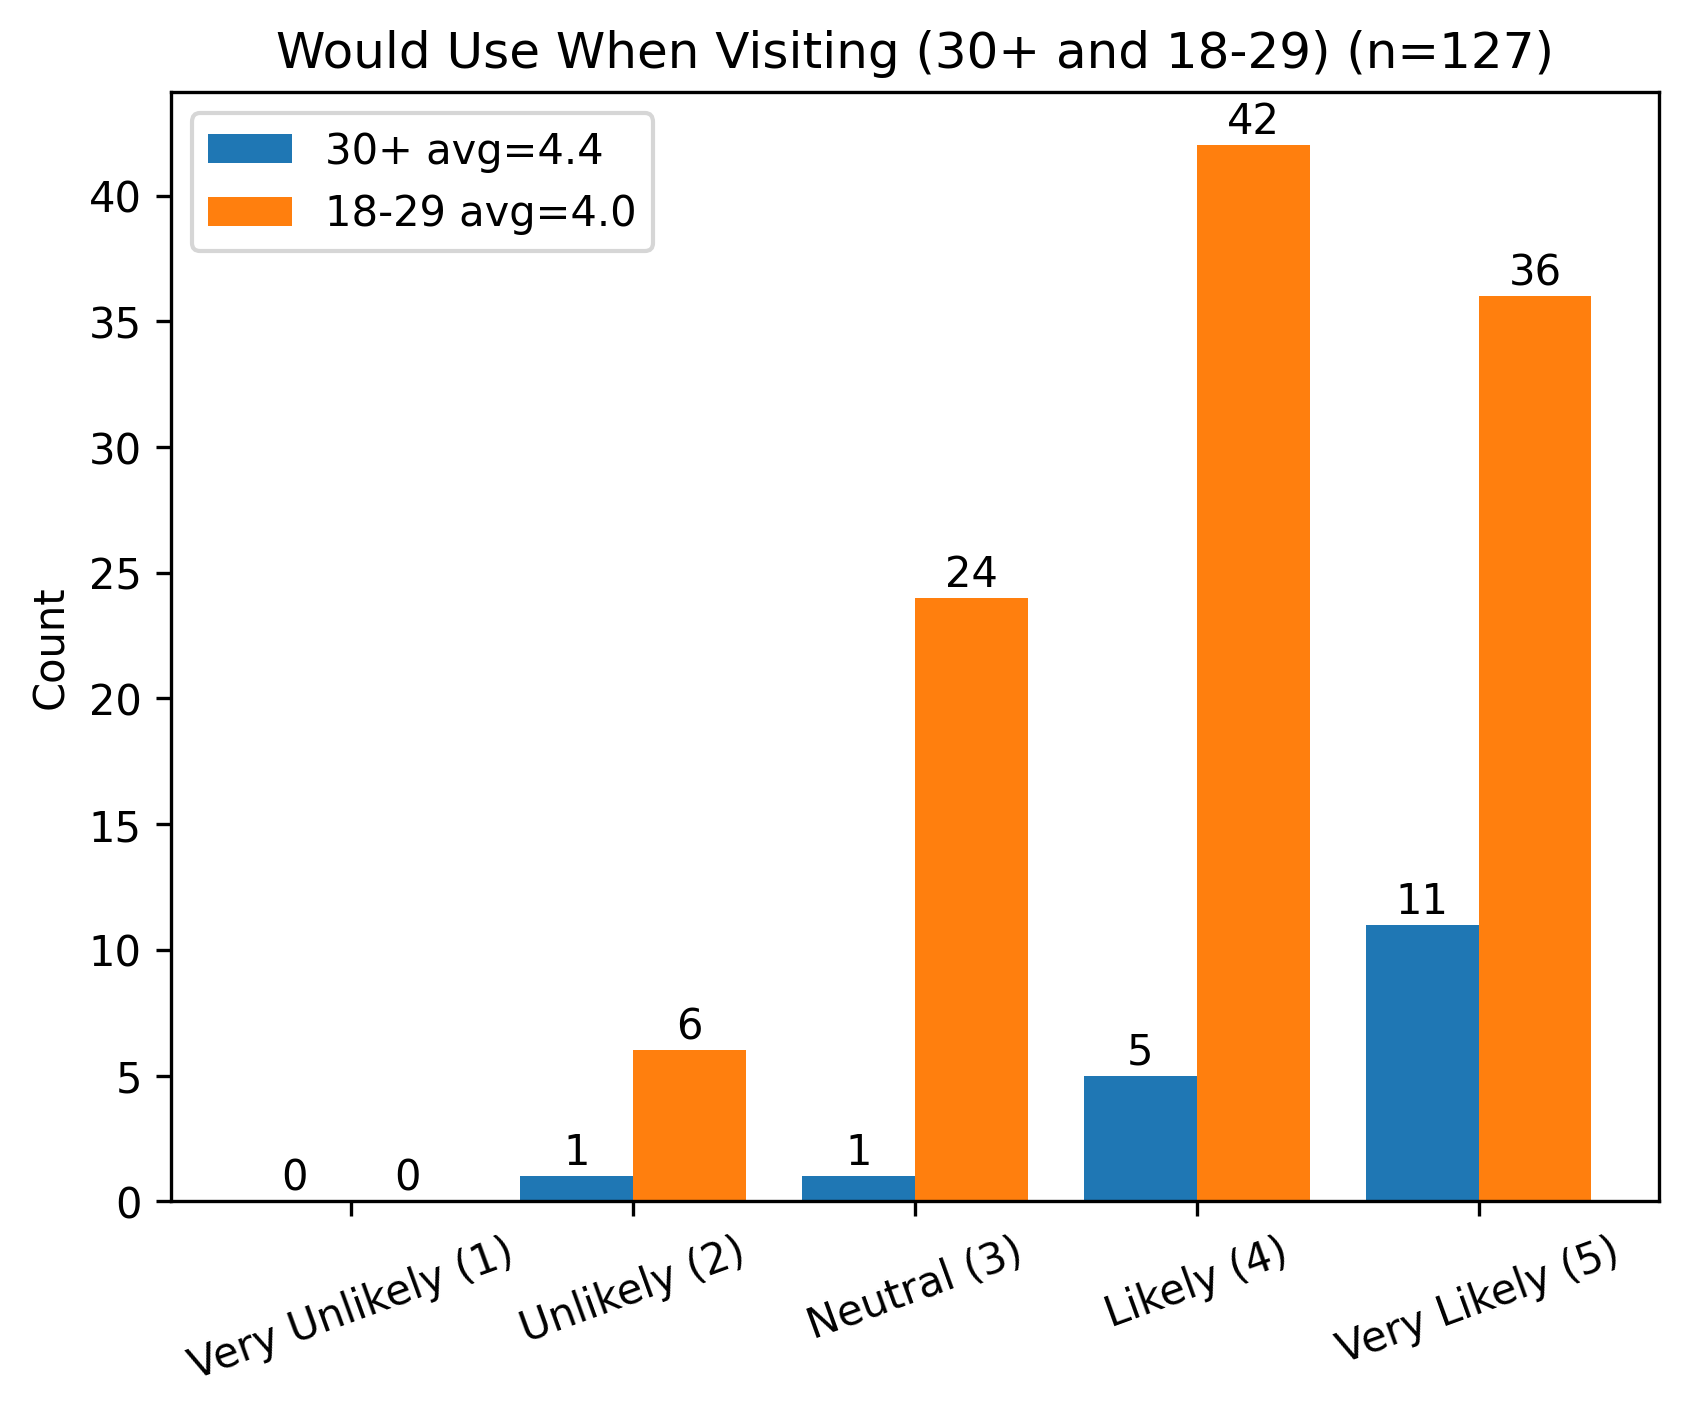 Would Use When Visiting (30+ and 18-29) (n=127)
30+ avg=4.4
18-29 avg=4.0
Count
40
35
30
25
20
15
10
5
0
0
0
1
6
1
24
5
42
11
36
Very Unlikely (1)
Unlikely (2)
Neutral (3)
Likely (4)
Very Likely (5)